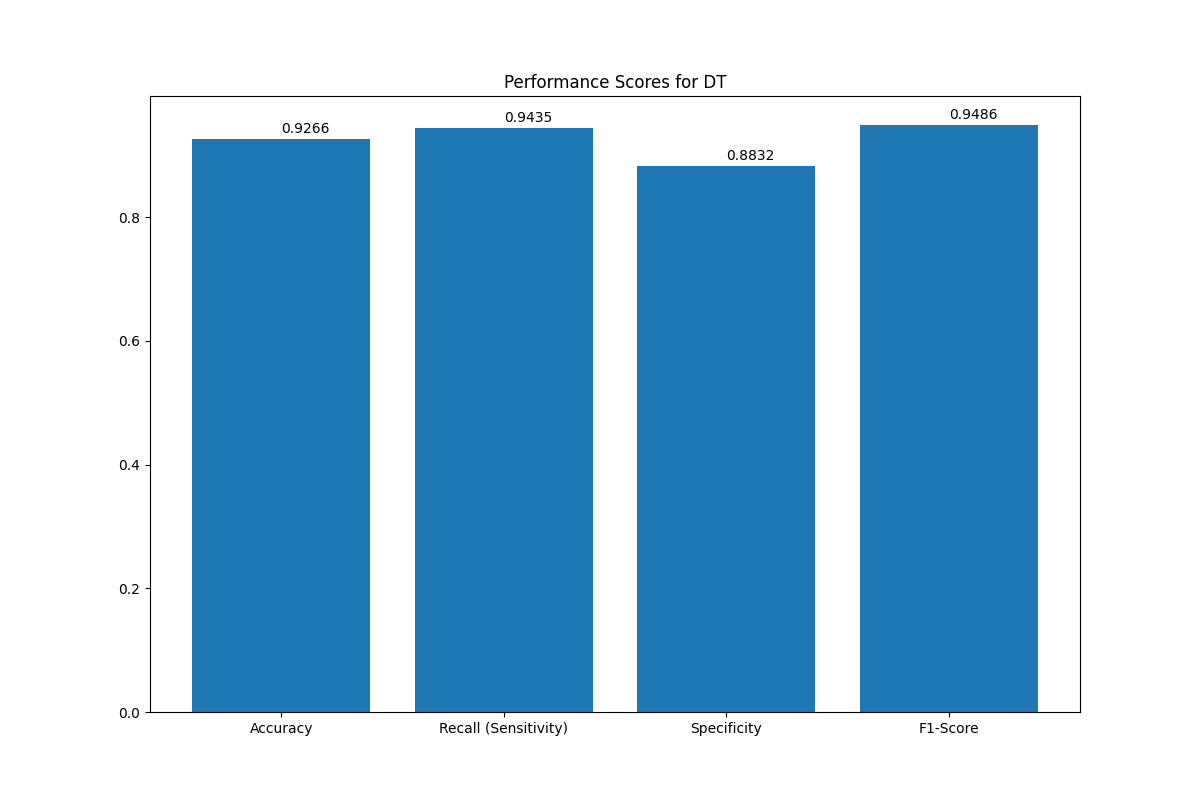 Performance Scores for DT
0.9266
0.9435
0.8832
0.9486
0.8
0.6
0.4
0.2
0.0
Accuracy
Recall (Sensitivity)
Specificity
F1-Score